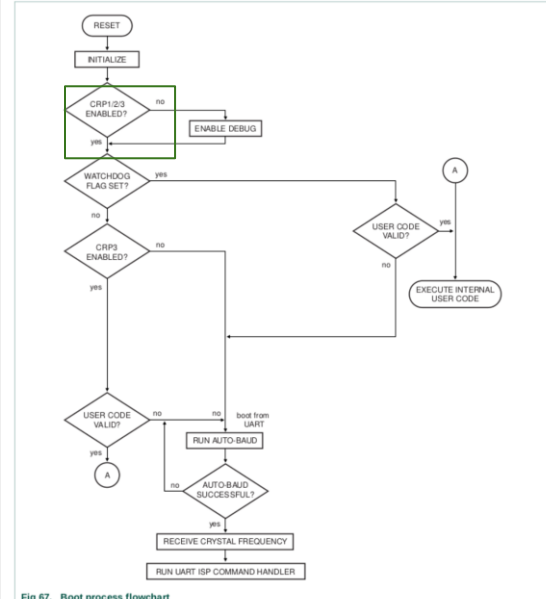 RESET
INITIALIZE
CRP1/2/3
ENABLED?
no
ENABLE DEBUG
yes
WATCHDOG
FLAG SET?
yes
A
no
USER CODE
VALID?
yes
CRP3
ENABLED?
no
no
yes
EXECUTE INTERNAL
USER CODE
USER CODE
VALID?
no
no
boot from
UART
RUN AUTO-BAUD
yes
A
AUTO-BAUD
SUCCESSFUL?
no
yes
RECEIVE CRYSTAL FREQUENCY
RUN UART ISP COMMAND HANDLER
Fig 67. Boot process flowchart